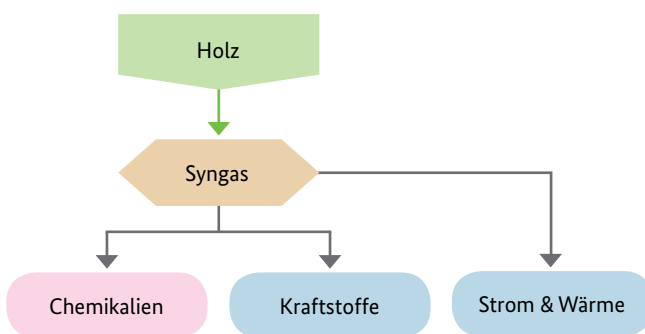 Holz
Syngas
Chemikalien
Kraftstoffe
Strom & Wärme